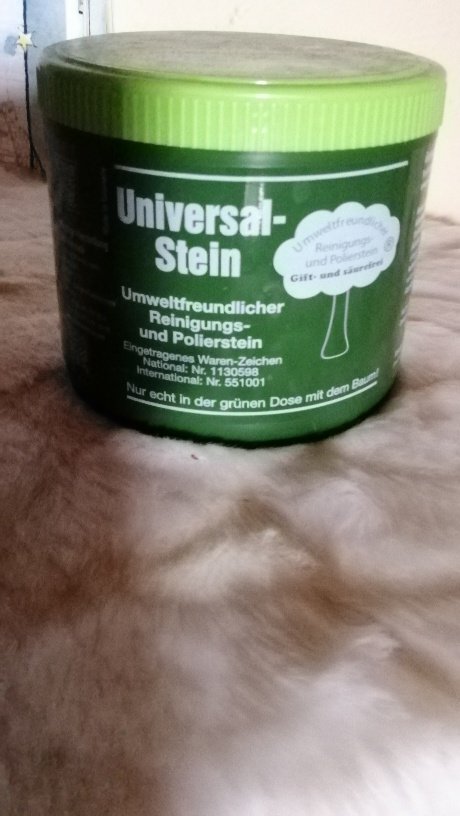 Universal-
Stein
Umweltfreundlicher
Reinigungs-
und Polierstein
Eingetragenes Waren-Zeichen
National: Nr. 1130598
International: Nr. 551001
Nur echt in der grünen Dose mit dem Baum!
Umweltfreundlicher
Reinigungs-
und Polierstein
®
Gift- und säurefrei